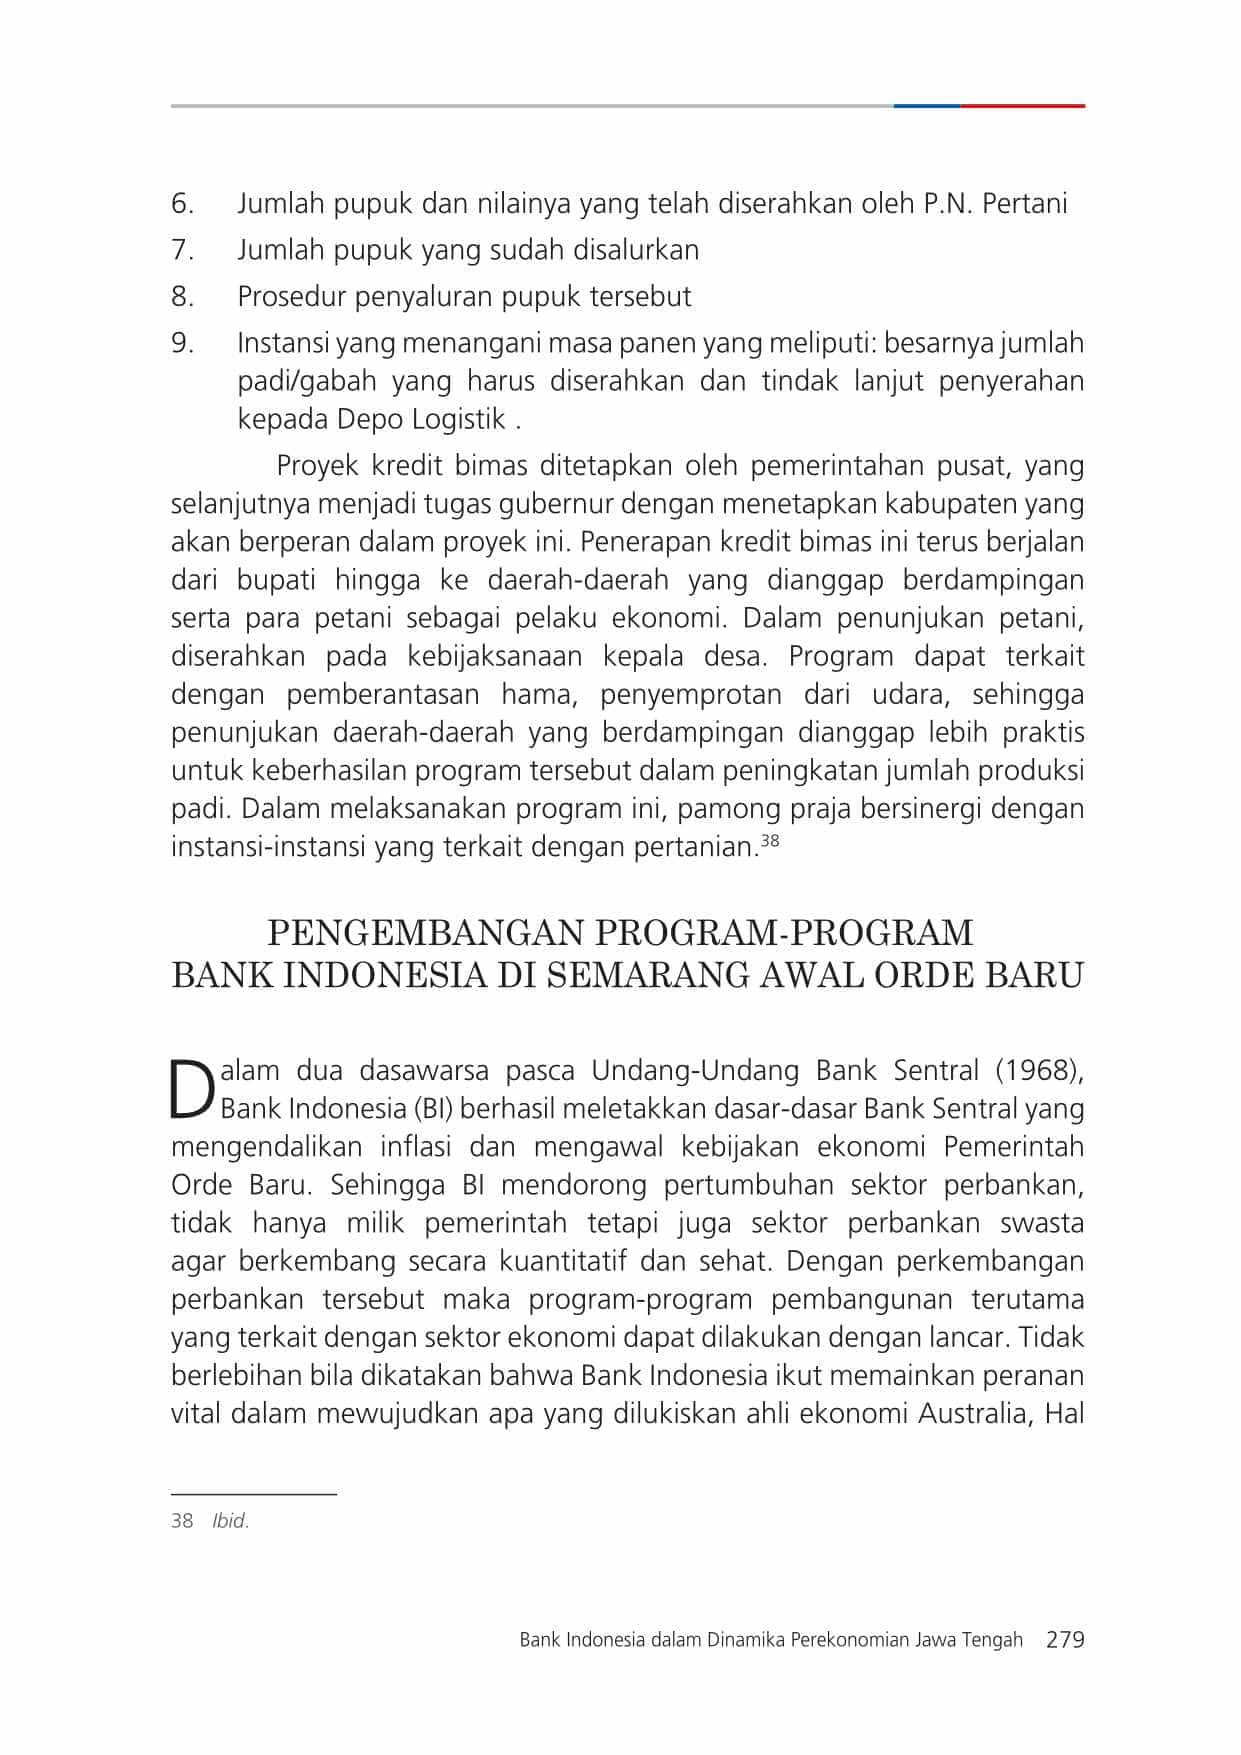 6. Jumlah pupuk dan nilainya yang telah diserahkan oleh P.N. Pertani
7. Jumlah pupuk yang sudah disalurkan
8. Prosedur penyaluran pupuk tersebut
9. Instansi yang menangani masa panen yang meliputi: besarnya jumlah
padi/gabah yang harus diserahkan dan tindak lanjut penyerahan
kepada Depo Logistik .
Proyek kredit bimas ditetapkan oleh pemerintahan pusat, yang
selanjutnya menjadi tugas gubernur dengan menetapkan kabupaten yang
akan berperan dalam proyek ini. Penerapan kredit bimas ini terus berjalan
dari bupati hingga ke daerah-daerah yang dianggap berdampingan
serta para petani sebagai pelaku ekonomi. Dalam penunjukan petani,
diserahkan pada kebijaksanaan kepala desa. Program dapat terkait
dengan pemberantasan hama, penyemprotan dari udara, sehingga
penunjukan daerah-daerah yang berdampingan dianggap lebih praktis
untuk keberhasilan program tersebut dalam peningkatan jumlah produksi
padi. Dalam melaksanakan program ini, pamong praja bersinergi dengan
instansi-instansi yang terkait dengan pertanian.38
PENGEMBANGAN PROGRAM-PROGRAM
BANK INDONESIA DI SEMARANG AWAL ORDE BARU
Dalam dua dasawarsa pasca Undang-Undang Bank Sentral (1968),
Bank Indonesia (BI) berhasil meletakkan dasar-dasar Bank Sentral yang
mengendalikan inflasi dan mengawal kebijakan ekonomi Pemerintah
Orde Baru. Sehingga BI mendorong pertumbuhan sektor perbankan,
tidak hanya milik pemerintah tetapi juga sektor perbankan swasta
agar berkembang secara kuantitatif dan sehat. Dengan perkembangan
perbankan tersebut maka program-program pembangunan terutama
yang terkait dengan sektor ekonomi dapat dilakukan dengan lancar. Tidak
berlebihan bila dikatakan bahwa Bank Indonesia ikut memainkan peranan
vital dalam mewujudkan apa yang dilukiskan ahli ekonomi Australia, Hal
38 Ibid.
Bank Indonesia dalam Dinamika Perekonomian Jawa Tengah 279